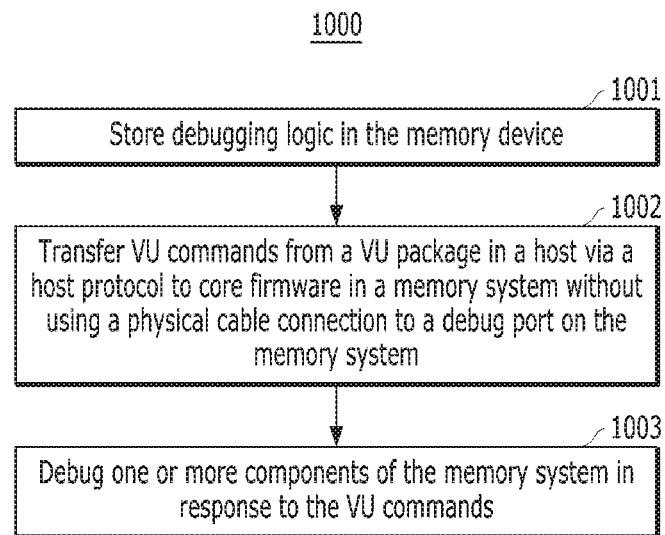 1000
1001
Store debugging logic in the memory device
1002
Transfer VU commands from a VU package in a host via a
host protocol to core firmware in a memory system without
using a physical cable connection to a debug port on the
memory system
1003
Debug one or more components of the memory system in
response to the VU commands